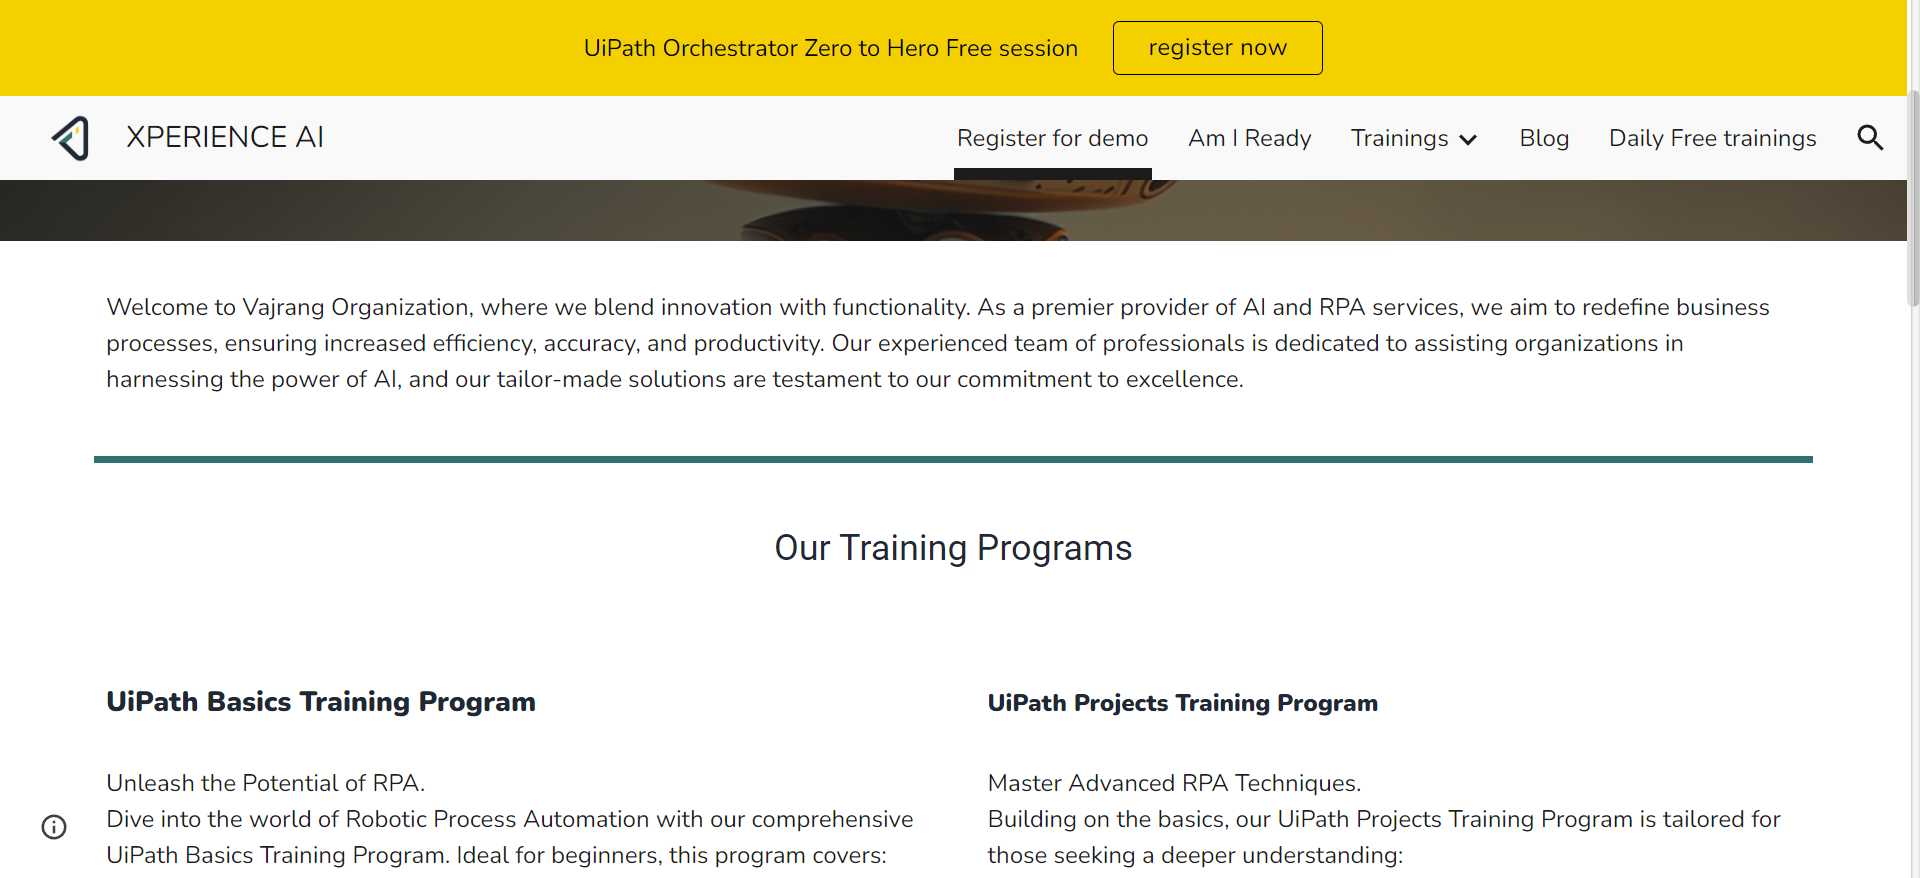 UiPath Orchestrator Zero to Hero Free session
register now
XPERIENCE AI
Register for demo
Am I Ready
Trainings
Blog
Daily Free trainings
Welcome to Vajrang Organization, where we blend innovation with functionality. As a premier provider of AI and RPA services, we aim to redefine business
processes, ensuring increased efficiency, accuracy, and productivity. Our experienced team of professionals is dedicated to assisting organizations in
harnessing the power of AI, and our tailor-made solutions are testament to our commitment to excellence.
Our Training Programs
UiPath Basics Training Program
Unleash the Potential of RPA.
Dive into the world of Robotic Process Automation with our comprehensive
UiPath Basics Training Program. Ideal for beginners, this program covers:
UiPath Projects Training Program
Master Advanced RPA Techniques.
Building on the basics, our UiPath Projects Training Program is tailored for
those seeking a deeper understanding: